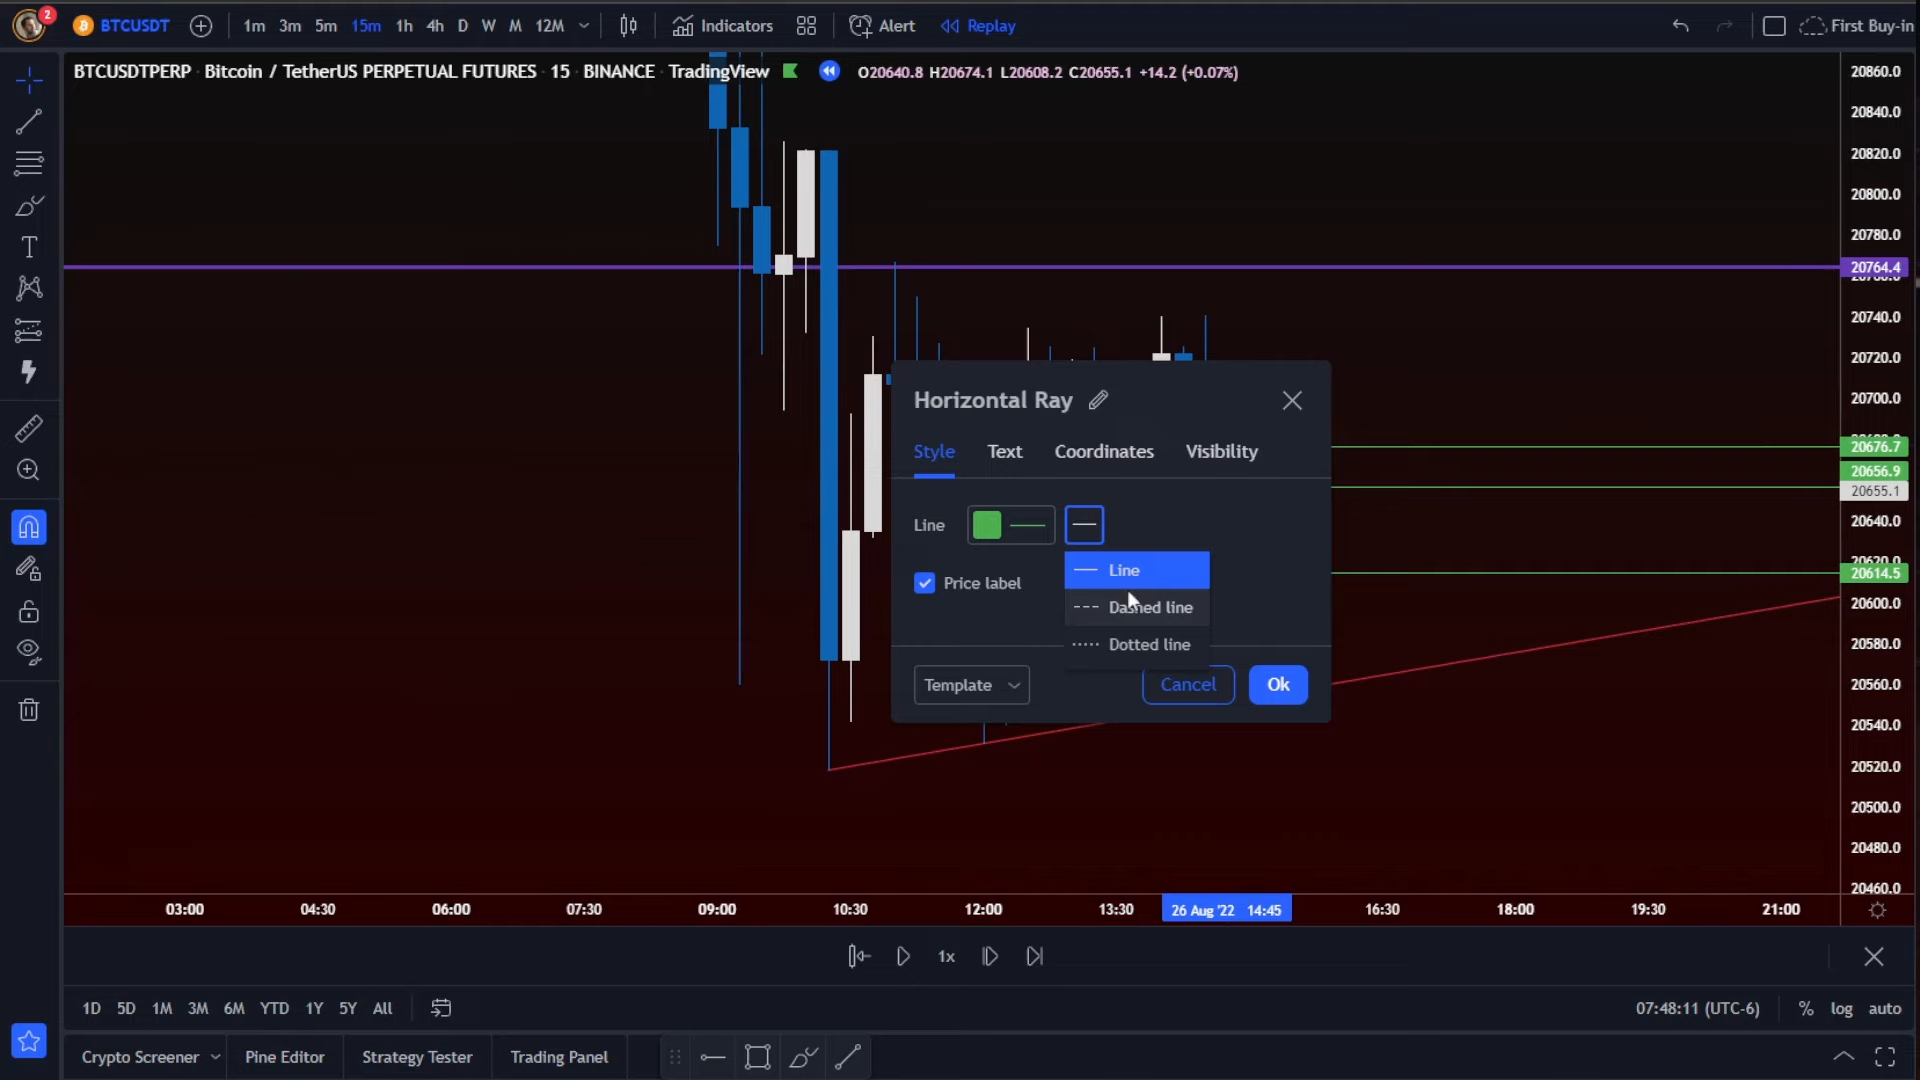 2
BTCUSDT
1m 3m 5m 15m 1h 4h D W M 12M
Indicators
Alert
Replay
First Buy-in
BTCUSDTPERP · Bitcoin / TetherUS PERPETUAL FUTURES · 15 · BINANCE · TradingView
O20640.8 H20674.1 L20608.2 C20655.1 +14.2 (+0.07%)
20860.0
20840.0
20820.0
20800.0
20780.0
20764.4
20740.0
20720.0
20700.0
20676.7
20656.9
20655.1
20640.0
20620.0
20614.5
20600.0
20580.0
20560.0
20540.0
20520.0
20500.0
20480.0
20460.0
Horizontal Ray
Style Text Coordinates Visibility
Line
Line
Price label
Dashed line
Dotted line
Template
Cancel
Ok
03:00 04:30 06:00 07:30 09:00 10:30 12:00 13:30 26 Aug '22 14:45 16:30 18:00 19:30 21:00
1x
1D 5D 1M 3M 6M YTD 1Y 5Y All
07:48:11 (UTC-6)
% log auto
Crypto Screener
Pine Editor
Strategy Tester
Trading Panel